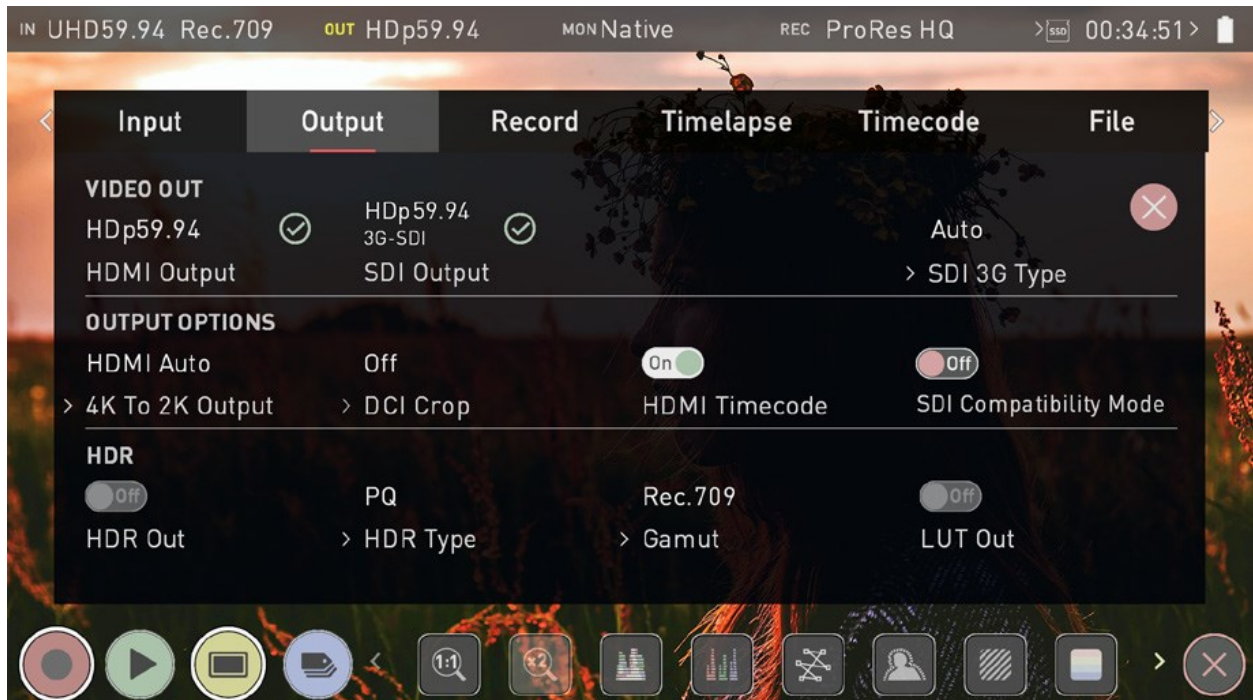 IN UHD59.94 Rec.709 OUT HDp59.94 MON Native REC ProRes HQ >SSD 00:34:51>
< Input Output Record Timelapse Timecode File >
VIDEO OUT
HDp59.94
HDp59.94
3G-SDI
Auto
HDMI Output SDI Output > SDI 3G Type
OUTPUT OPTIONS
HDMI Auto Off On Off
> 4K To 2K Output > DCI Crop HDMI Timecode SDI Compatibility Mode
HDR
Off PQ Rec.709 Off
HDR Out > HDR Type > Gamut LUT Out
< 1:1 x2 >